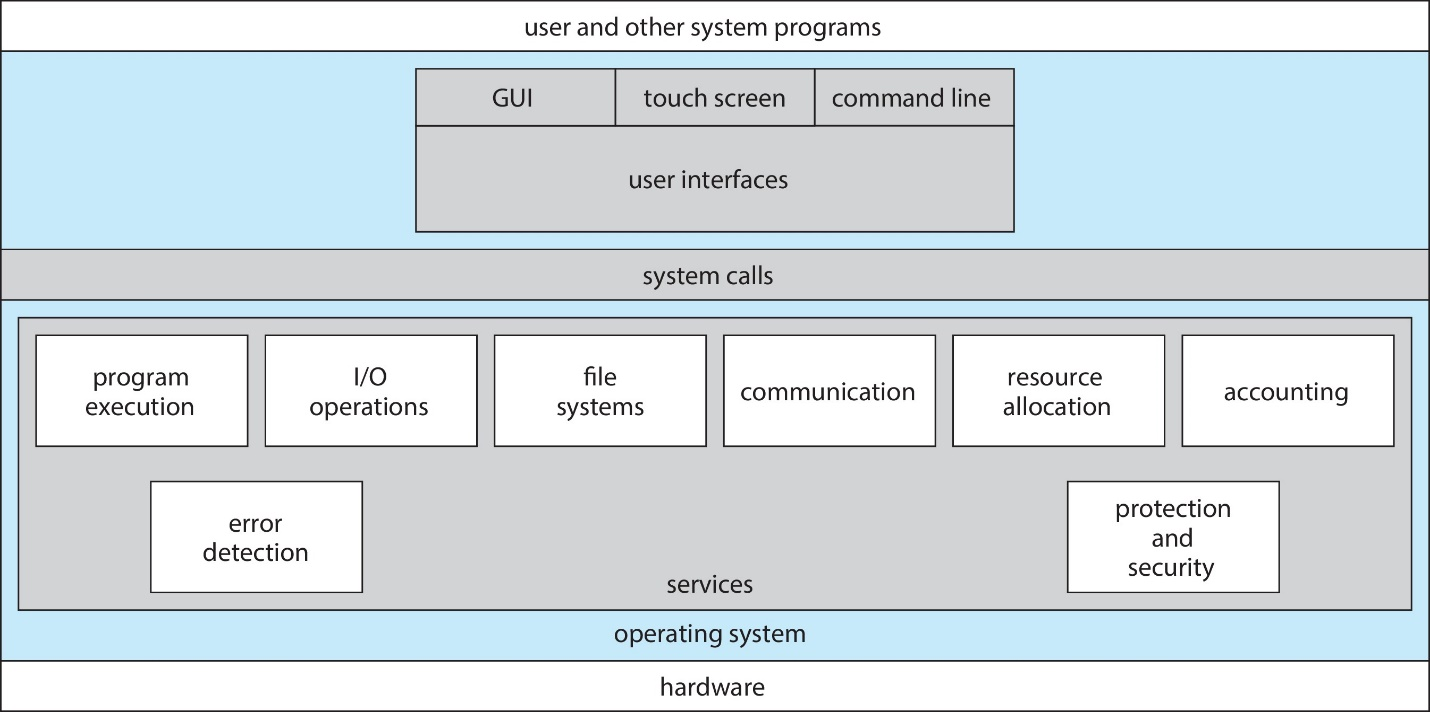 user and other system programs
GUI
touch screen
command line
user interfaces
system calls
program
execution
I/O
operations
file
systems
communication
resource
allocation
accounting
error
detection
protection
and
security
services
operating system
hardware